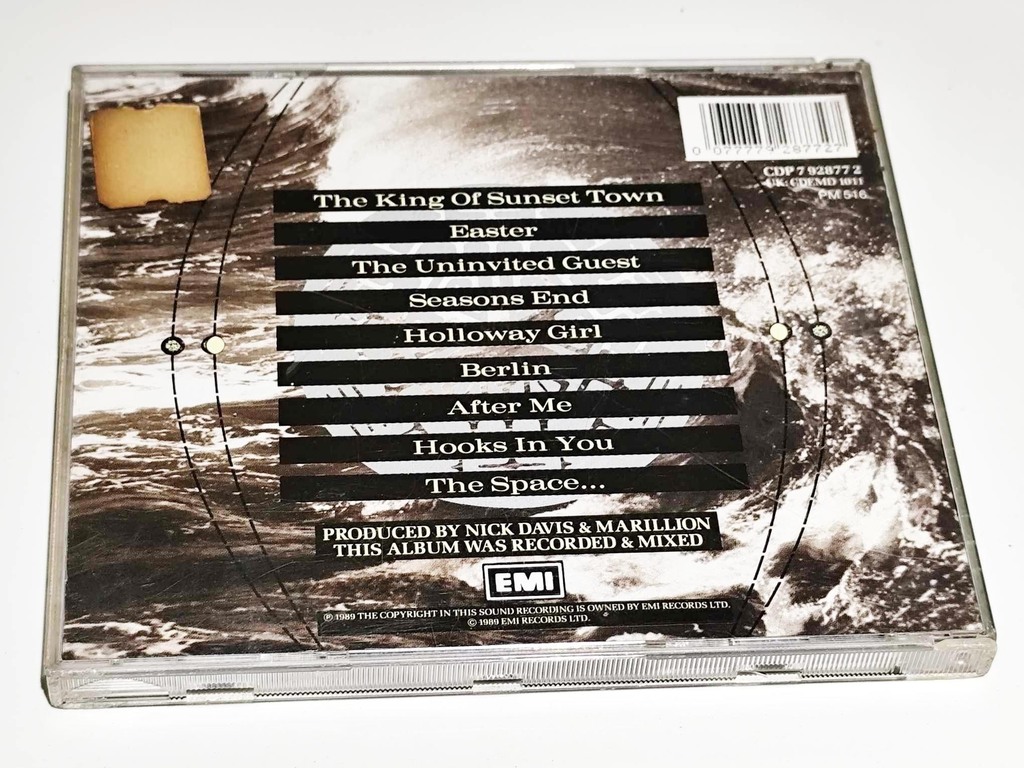 0 077779 287727
CDP 7 92877 2
UK: CDEMD 1011
PM 516
The King Of Sunset Town
Easter
The Uninvited Guest
Seasons End
Holloway Girl
Berlin
After Me
Hooks In You
The Space...
PRODUCED BY NICK DAVIS & MARILLION
THIS ALBUM WAS RECORDED & MIXED
EMI
℗ 1989 THE COPYRIGHT IN THIS SOUND RECORDING IS OWNED BY EMI RECORDS LTD.
© 1989 EMI RECORDS LTD.